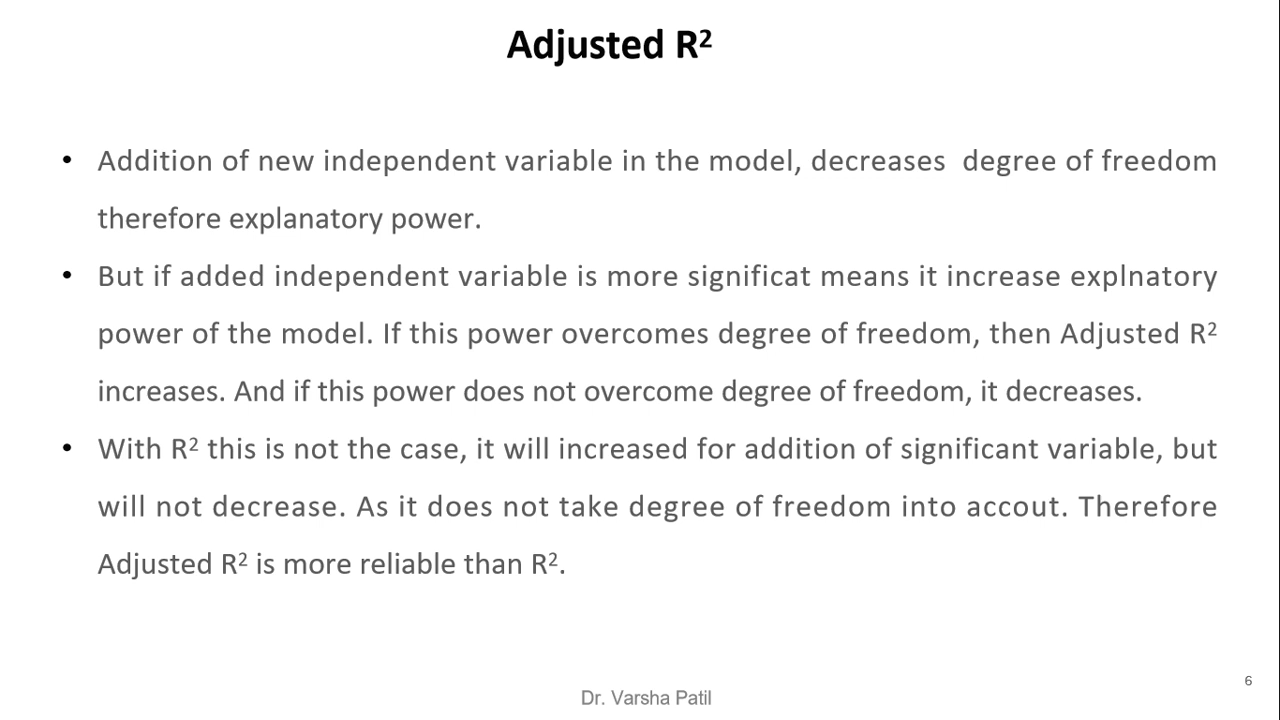 Adjusted R²
• Addition of new independent variable in the model, decreases degree of freedom
therefore explanatory power.
• But if added independent variable is more significat means it increase explnatory
power of the model. If this power overcomes degree of freedom, then Adjusted R²
increases. And if this power does not overcome degree of freedom, it decreases.
• With R² this is not the case, it will increased for addition of significant variable, but
will not decrease. As it does not take degree of freedom into accout. Therefore
Adjusted R² is more reliable than R².
6
Dr. Varsha Patil